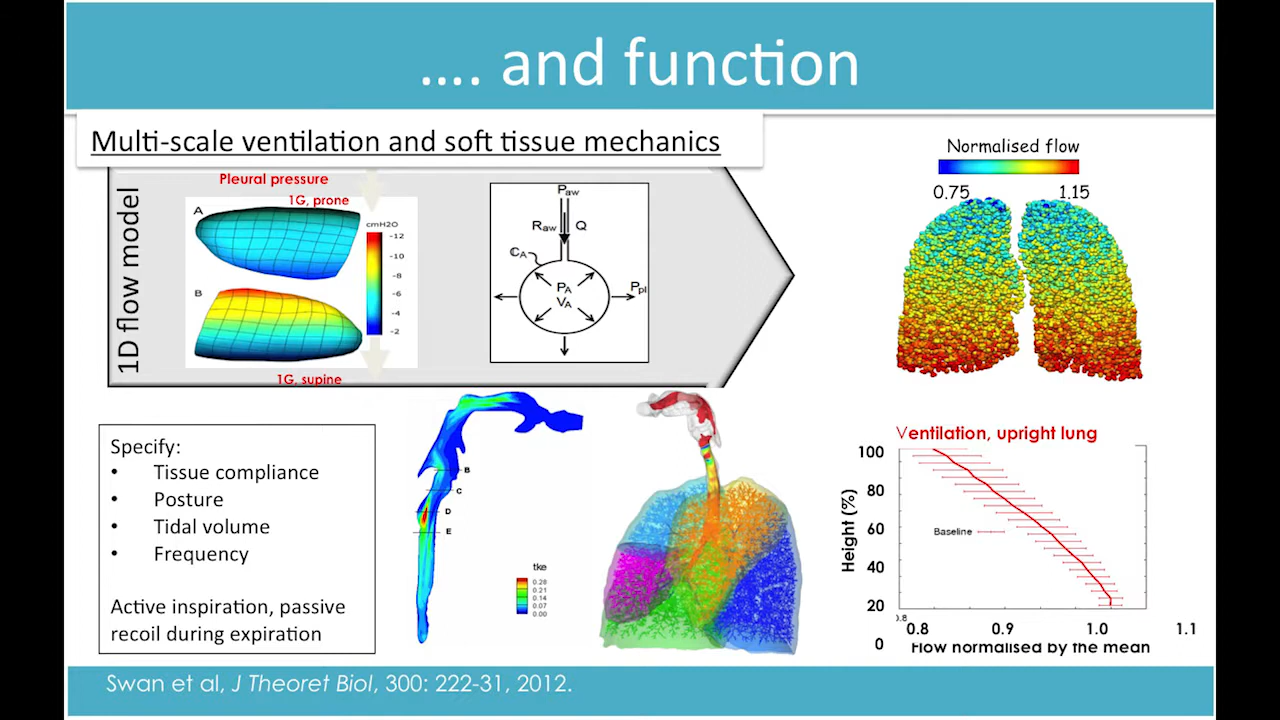 …. and function
Multi-scale ventilation and soft tissue mechanics
1D flow model
Pleural pressure
1G, prone
A
cmH2O
-12
-10
-8
-6
-4
-2
B
1G, supine
Paw
Raw
Q
CA
PA
VA
Ppl
Normalised flow
0.75
1.15
Specify:
• Tissue compliance
• Posture
• Tidal volume
• Frequency
Active inspiration, passive
recoil during expiration
B
C
D
E
tke
0.28
0.21
0.14
0.07
0.00
Ventilation, upright lung
Height (%)
100
80
60
40
20
0
Baseline
0.8
0.8
0.9
1.0
1.1
Flow normalised by the mean
Swan et al, J Theoret Biol, 300: 222-31, 2012.